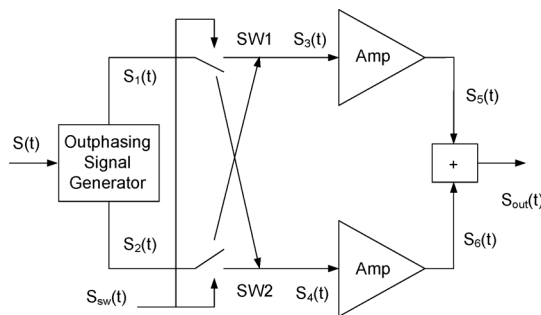 SW1
S3(t)
Amp
S1(t)
S5(t)
S(t)
Outphasing
Signal
Generator
+
Sout(t)
S2(t)
S6(t)
Amp
Ssw(t)
SW2
S4(t)